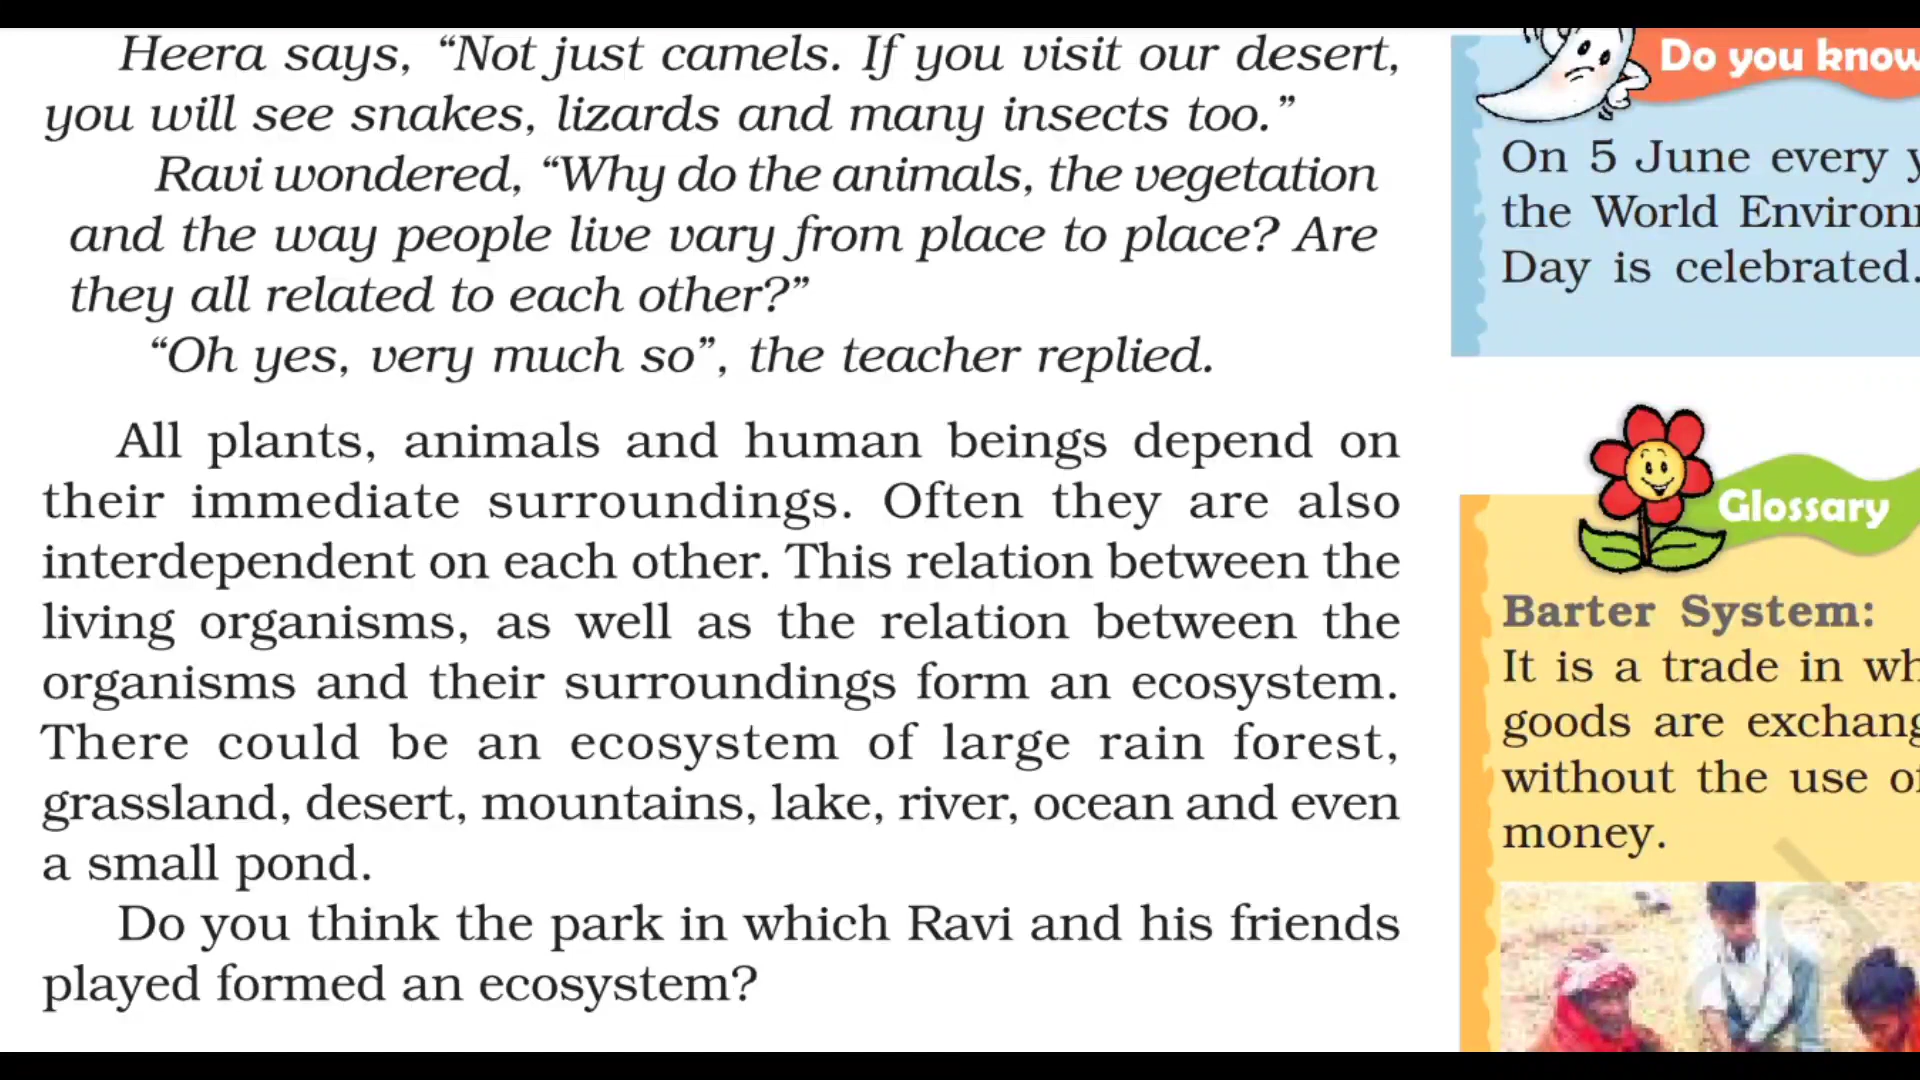 Heera says, “Not just camels. If you visit our desert,
you will see snakes, lizards and many insects too.”
Ravi wondered, “Why do the animals, the vegetation
and the way people live vary from place to place? Are
they all related to each other?”
“Oh yes, very much so”, the teacher replied.
All plants, animals and human beings depend on
their immediate surroundings. Often they are also
interdependent on each other. This relation between the
living organisms, as well as the relation between the
organisms and their surroundings form an ecosystem.
There could be an ecosystem of large rain forest,
grassland, desert, mountains, lake, river, ocean and even
a small pond.
Do you think the park in which Ravi and his friends
played formed an ecosystem?
Do you know
On 5 June every
the World
Day is celebrated.
Glossary
Barter System:
It is a trade in
goods are
without the use
money.